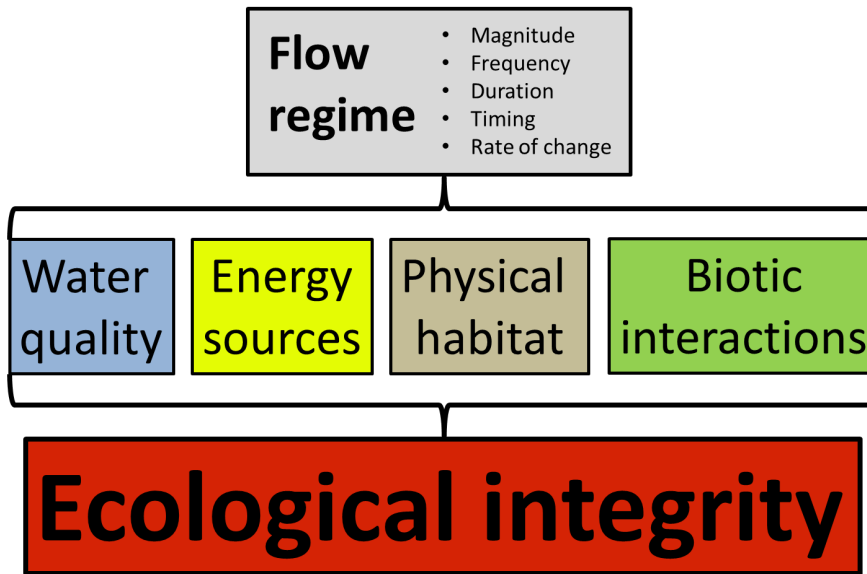 Flow
regime
• Magnitude
• Frequency
• Duration
• Timing
• Rate of change
Water
quality
Energy
sources
Physical
habitat
Biotic
interactions
Ecological integrity